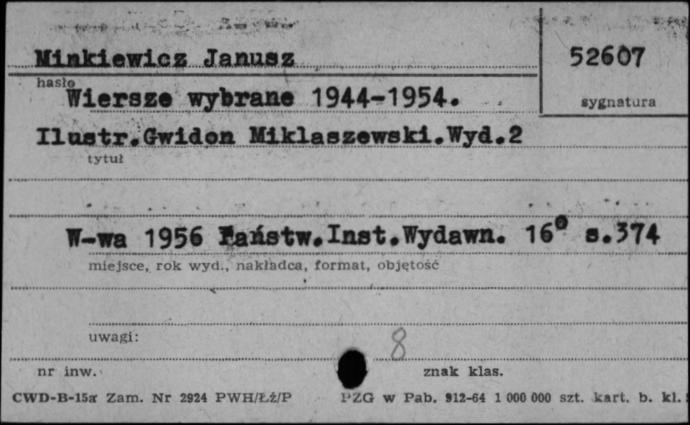 Minkiewicz Janusz
52607
hasło
sygnatura
Wiersze wybrane 1944-1954.
Ilustr.Gwidon Miklaszewski.Wyd.2
tytuł
W-wa 1956 Państw.Inst.Wydawn. 16° s.374
miejsce, rok wyd., nakładca, format, objętość
uwagi:
8
nr inw.
znak klas.
CWD-B-15a Zam. Nr 2924 PWH/Łź/P PZG w Pab. 912-64 1 000 000 szt. kart. b. kl.